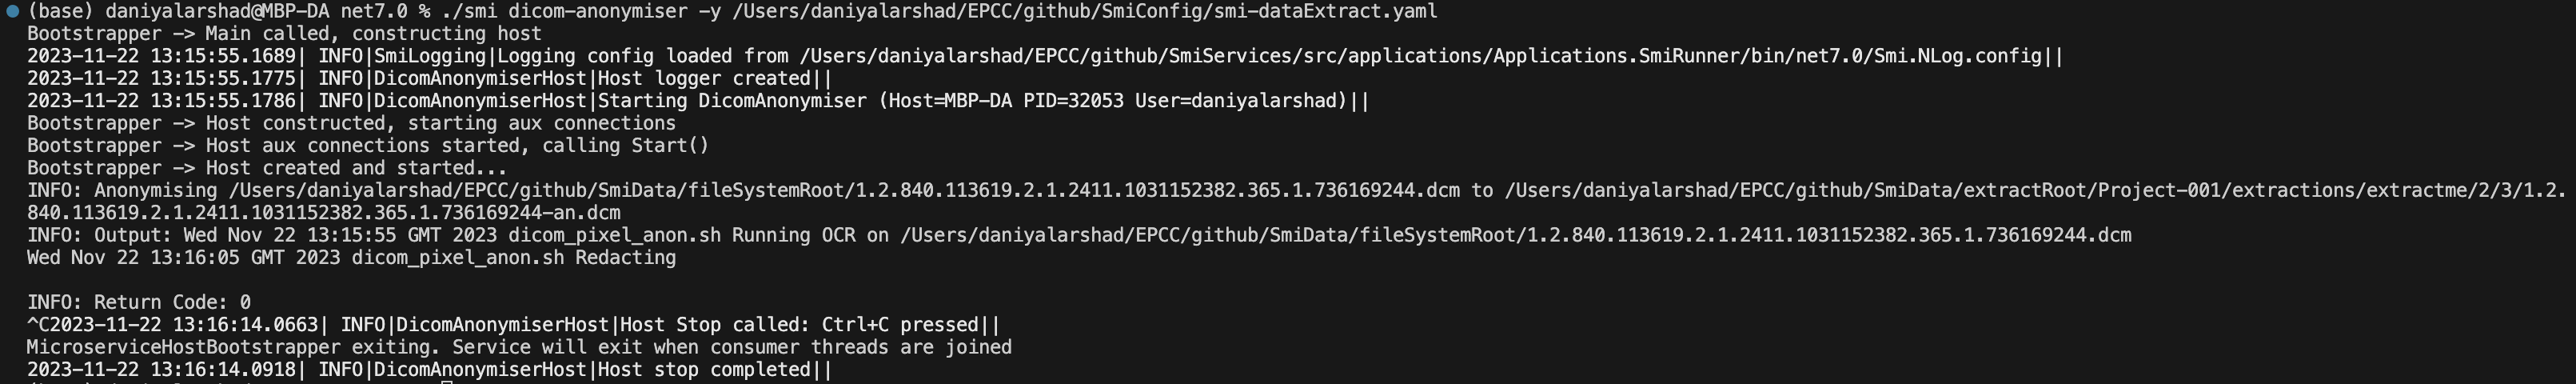 (base) daniyalarshad@MBP-DA net7.0 % ./smi dicom-anonymiser -y /Users/daniyalarshad/EPCC/github/SmiConfig/smi-dataExtract.yaml
Bootstrapper -> Main called, constructing host
2023-11-22 13:15:55.1689| INFO|SmiLogging|Logging config loaded from /Users/daniyalarshad/EPCC/github/SmiServices/src/applications/Applications.SmiRunner/bin/net7.0/Smi.NLog.config||
2023-11-22 13:15:55.1775| INFO|DicomAnonymiserHost|Host logger created||
2023-11-22 13:15:55.1786| INFO|DicomAnonymiserHost|Starting DicomAnonymiser (Host=MBP-DA PID=32053 User=daniyalarshad)||
Bootstrapper -> Host constructed, starting aux connections
Bootstrapper -> Host aux connections started, calling Start()
Bootstrapper -> Host created and started...
INFO: Anonymising /Users/daniyalarshad/EPCC/github/SmiData/fileSystemRoot/1.2.840.113619.2.1.2411.1031152382.365.1.736169244.dcm to /Users/daniyalarshad/EPCC/github/SmiData/extractRoot/Project-001/extractions/extractme/2/3/1.2.
840.113619.2.1.2411.1031152382.365.1.736169244-an.dcm
INFO: Output: Wed Nov 22 13:15:55 GMT 2023 dicom_pixel_anon.sh Running OCR on /Users/daniyalarshad/EPCC/github/SmiData/fileSystemRoot/1.2.840.113619.2.1.2411.1031152382.365.1.736169244.dcm
Wed Nov 22 13:16:05 GMT 2023 dicom_pixel_anon.sh Redacting
INFO: Return Code: 0
^C2023-11-22 13:16:14.0663| INFO|DicomAnonymiserHost|Host Stop called: Ctrl+C pressed||
MicroserviceHostBootstrapper exiting. Service will exit when consumer threads are joined
2023-11-22 13:16:14.0918| INFO|DicomAnonymiserHost|Host stop completed||